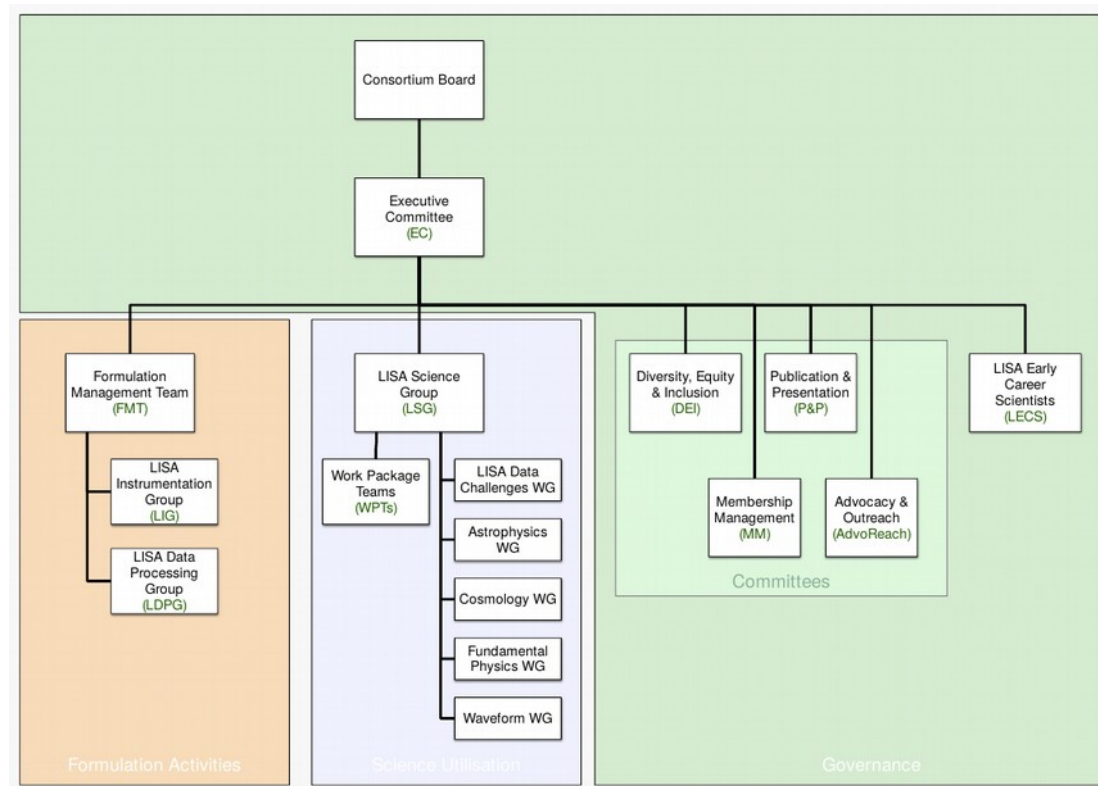 Consortium Board
Executive
Committee
(EC)
Formulation
Management Team
(FMT)
LISA
Instrumentation
Group
(LIG)
LISA Data
Processing
Group
(LDPG)
Formulation Activities
LISA Science
Group
(LSG)
Work Package
Teams
(WPTs)
LISA Data
Challenges WG
Astrophysics
WG
Cosmology WG
Fundamental
Physics WG
Waveform WG
Science Utilisation
Diversity, Equity
& Inclusion
(DEI)
Publication &
Presentation
(P&P)
Membership
Management
(MM)
Advocacy &
Outreach
(AdvoReach)
Committees
LISA Early
Career
Scientists
(LECS)
Governance